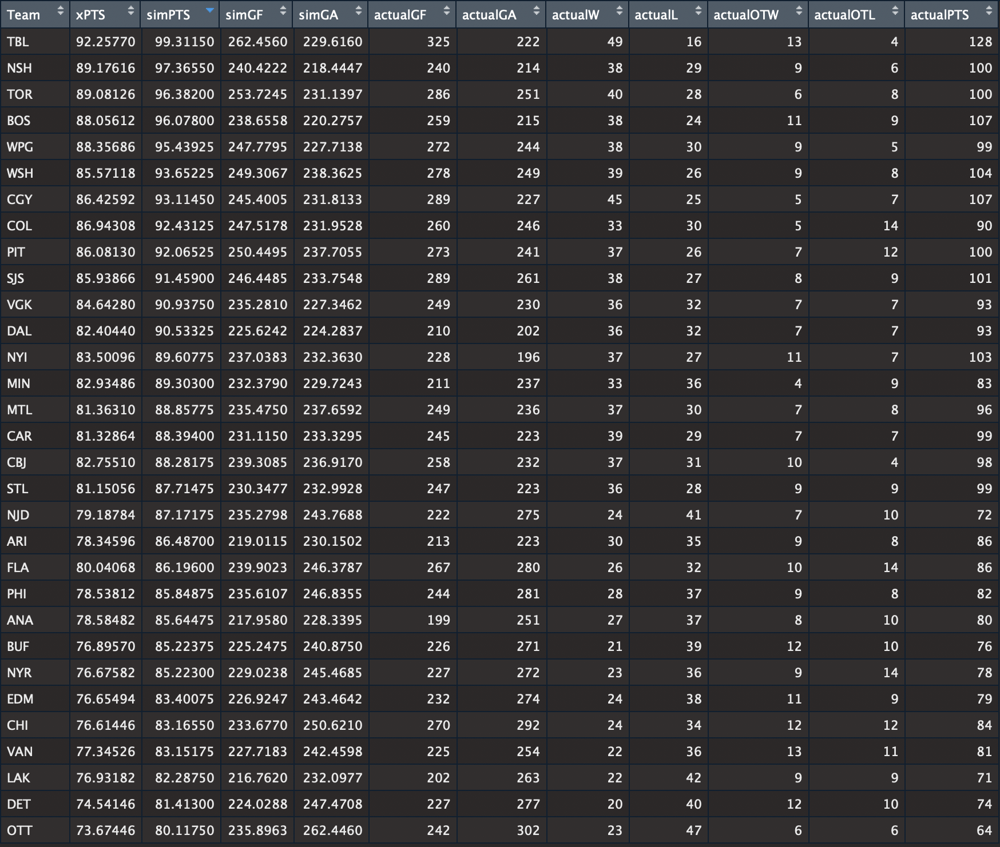 Team xPTS simPTS simGF simGA actualGF actualGA actualW actualL actualOTW actualOTL actualPTS
TBL 92.25770 99.31150 262.4560 229.6160 325 222 49 16 13 4 128
NSH 89.17616 97.36550 240.4222 218.4447 240 214 38 29 9 6 100
TOR 89.08126 96.38200 253.7245 231.1397 286 251 40 28 6 8 100
BOS 88.05612 96.07800 238.6558 220.2757 259 215 38 24 11 9 107
WPG 88.35686 95.43925 247.7795 227.7138 272 244 38 30 9 5 99
WSH 85.57118 93.65225 249.3067 238.3625 278 249 39 26 9 8 104
CGY 86.42592 93.11450 245.4005 231.8133 289 227 45 25 5 7 107
COL 86.94308 92.43125 247.5178 231.9528 260 246 33 30 5 14 90
PIT 86.08130 92.06525 250.4495 237.7055 273 241 37 26 7 12 100
SJS 85.93866 91.45900 246.4485 233.7548 289 261 38 27 8 9 101
VGK 84.64280 90.93750 235.2810 227.3462 249 230 36 32 7 7 93
DAL 82.40440 90.53325 225.6242 224.2837 210 202 36 32 7 7 93
NYI 83.50096 89.60775 237.0383 232.3630 228 196 37 27 11 7 103
MIN 82.93486 89.30300 232.3790 229.7243 211 237 33 36 4 9 83
MTL 81.36310 88.85775 235.4750 237.6592 249 236 37 30 7 8 96
CAR 81.32864 88.39400 231.1150 233.3295 245 223 39 29 7 7 99
CBJ 82.75510 88.28175 239.3085 236.9170 258 232 37 31 10 4 98
STL 81.15056 87.71475 230.3477 232.9928 247 223 36 28 9 9 99
NJD 79.18784 87.17175 235.2798 243.7688 222 275 24 41 7 10 72
ARI 78.34596 86.48700 219.0115 230.1502 213 223 30 35 9 8 86
FLA 80.04068 86.19600 239.9023 246.3787 267 280 26 32 10 14 86
PHI 78.53812 85.84875 235.6107 246.8355 244 281 28 37 9 8 82
ANA 78.58482 85.64475 217.9580 228.3395 199 251 27 37 8 10 80
BUF 76.89570 85.22375 225.2475 240.8750 226 271 21 39 12 10 76
NYR 76.67582 85.22300 229.0238 245.4685 227 272 23 36 9 14 78
EDM 76.65494 83.40075 226.9247 243.4642 232 274 24 38 11 9 79
CHI 76.61446 83.16550 233.6770 250.6210 270 292 24 34 12 12 84
VAN 77.34526 83.15175 227.7183 242.4598 225 254 22 36 13 11 81
LAK 76.93182 82.28750 216.7620 232.0977 202 263 22 42 9 9 71
DET 74.54146 81.41300 224.0288 247.4708 227 277 20 40 12 10 74
OTT 73.67446 80.11750 235.8963 262.4460 242 302 23 47 6 6 64